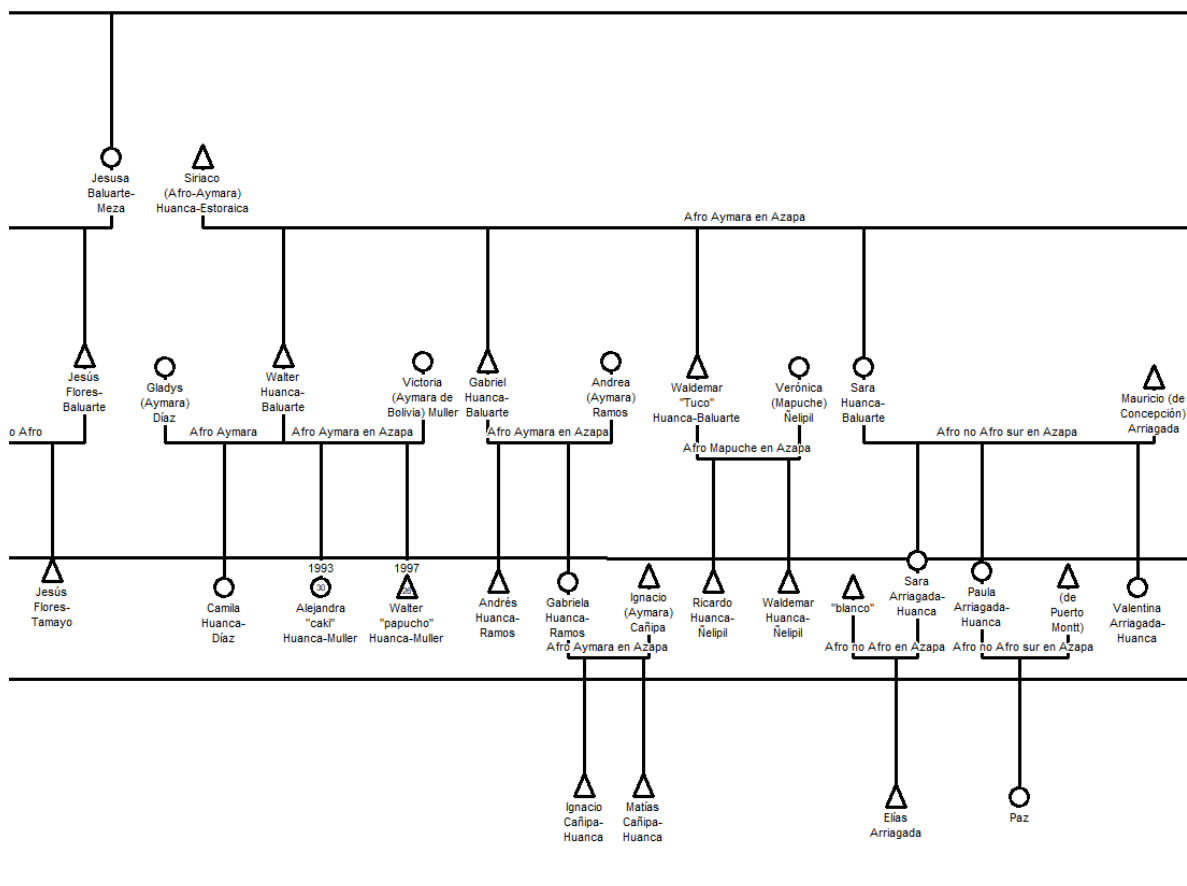 Jesusa
Baluarte-
Meza
Siriaco
(Afro-Aymara)
Huanca-Estoraica
Afro Aymara en Azapa
Jesús
Flores-
Baluarte
Gladys
(Aymara)
Díaz
Walter
Huanca-
Baluarte
Victoria
(Aymara de
Bolivia) Muller
Gabriel
Huanca-
Baluarte
Andrea
(Aymara)
Ramos
Waldemar
"Tuco"
Huanca-Baluarte
Verónica
(Mapuche)
Ñelipil
Sara
Huanca-
Baluarte
Mauricio (de
Concepción)
Arriagada
o Afro
Afro Aymara
Afro Aymara en Azapa
Afro Aymara en Azapa
Afro Mapuche en Azapa
Afro no Afro sur en Azapa
Jesús
Flores-
Tamayo
Camila
Huanca-
Díaz
1993
30
Alejandra
"caki"
Huanca-Muller
1997
26
Walter
"papucho"
Huanca-Muller
Andrés
Huanca-
Ramos
Gabriela
Huanca-
Ramos
Ignacio
(Aymara)
Cañipa
Ricardo
Huanca-
Ñelipil
Waldemar
Huanca-
Ñelipil
"blanco"
Sara
Arriagada-
Huanca
Paula
Arriagada-
Huanca
(de
Puerto
Montt)
Valentina
Arriagada-
Huanca
Afro Aymara en Azapa
Afro no Afro en Azapa
Afro no Afro sur en Azapa
Ignacio
Cañipa-
Huanca
Matías
Cañipa-
Huanca
Elías
Arriagada
Paz